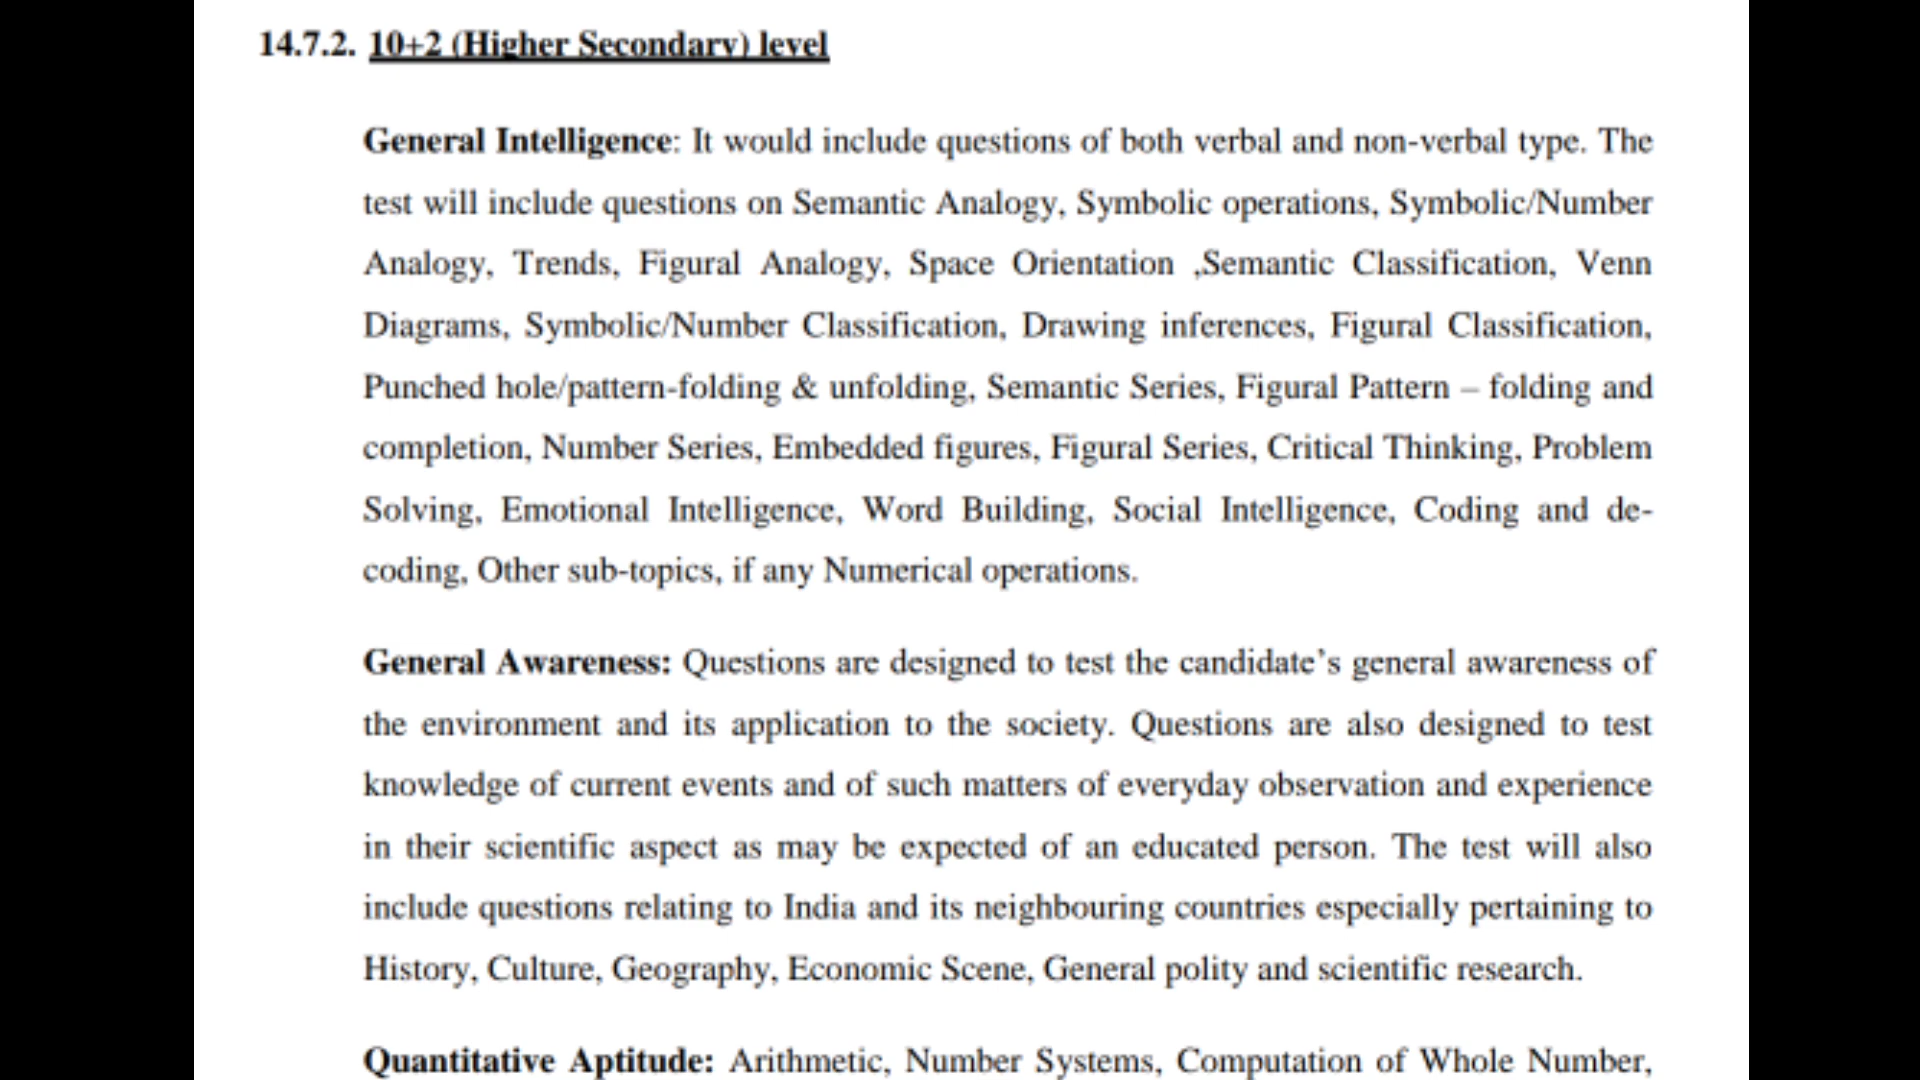 14.7.2. 10+2 (Higher Secondary) level
General Intelligence: It would include questions of both verbal and non-verbal type. The
test will include questions on Semantic Analogy, Symbolic operations, Symbolic/Number
Analogy, Trends, Figural Analogy, Space Orientation ,Semantic Classification, Venn
Diagrams, Symbolic/Number Classification, Drawing inferences, Figural Classification,
Punched hole/pattern-folding & unfolding, Semantic Series, Figural Pattern – folding and
completion, Number Series, Embedded figures, Figural Series, Critical Thinking, Problem
Solving, Emotional Intelligence, Word Building, Social Intelligence, Coding and de-
coding, Other sub-topics, if any Numerical operations.
General Awareness: Questions are designed to test the candidate’s general awareness of
the environment and its application to the society. Questions are also designed to test
knowledge of current events and of such matters of everyday observation and experience
in their scientific aspect as may be expected of an educated person. The test will also
include questions relating to India and its neighbouring countries especially pertaining to
History, Culture, Geography, Economic Scene, General polity and scientific research.
Quantitative Aptitude: Arithmetic, Number Systems, Computation of Whole Number,